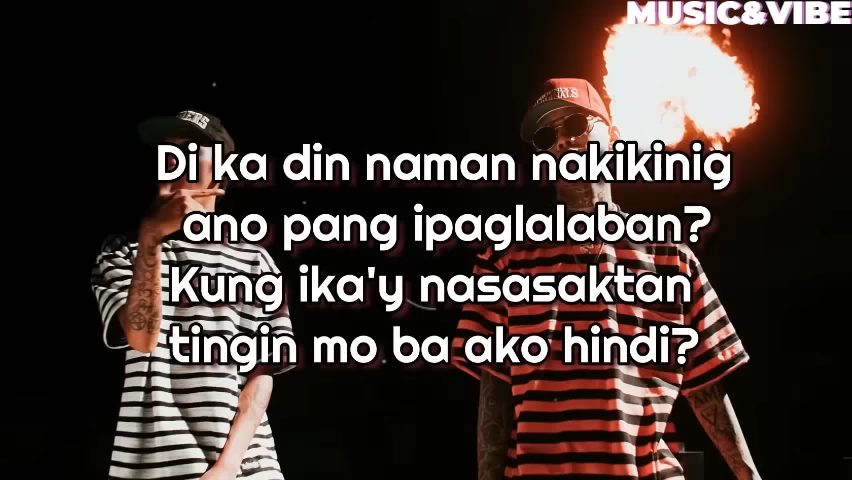 MUSIC&VIBE
Di ka din naman nakikinig
ano pang ipaglalaban?
Kung ika'y nasasaktan
tingin mo ba ako hindi?